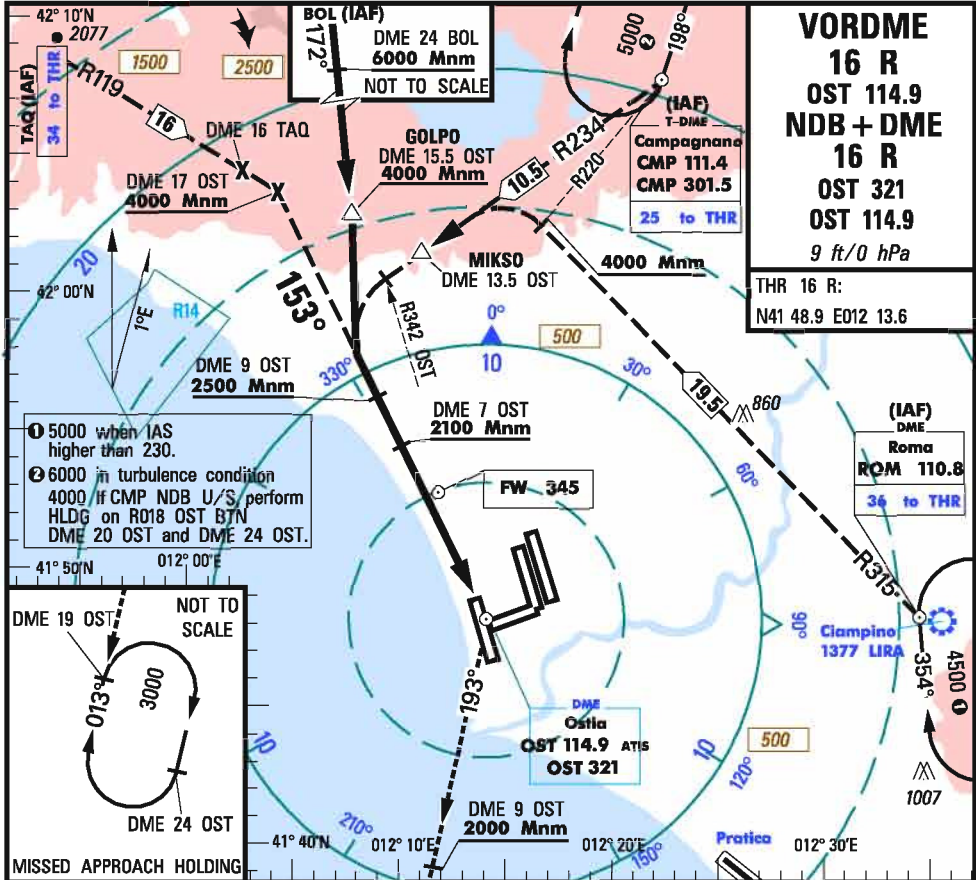 42° 10'N
2077
TAQ (IAF)
34 to THR
1500
2500
R119
16
DME 16 TAQ
DME 17 OST
4000 Mnm
BOL (IAF)
172°
DME 24 BOL
6000 Mnm
NOT TO SCALE
GOLPO
DME 15.5 OST
4000 Mnm
5000 ❷
198°
(IAF)
T-DME
Campagnano
CMP 111.4
CMP 301.5
25 to THR
R234
R220
10.5
VORDME
16 R
OST 114.9
NDB + DME
16 R
OST 321
OST 114.9
9 ft/0 hPa
THR 16 R:
N41 48.9 E012 13.6
MIKSO
DME 13.5 OST
4000 Mnm
20
42° 00'N
1°E
R14
153°
R342 OST
0°
10
500
DME 9 OST
2500 Mnm
330°
30°
DME 7 OST
2100 Mnm
19.5
860
(IAF)
DME
Roma
ROM 110.8
36 to THR
❶ 5000 when IAS
higher than 230.
❷ 6000 in turbulence condition
4000 If CMP NDB U/S, perform
HLDG on R018 OST BTN
DME 20 OST and DME 24 OST.
FW 345
60°
41° 50'N
012° 00'E
R315
NOT TO
SCALE
DME 19 OST
013°
3000
DME 24 OST
MISSED APPROACH HOLDING
90°
Ciampino
1377 LIRA
354°
4500 ❶
193°
DME
Ostia
OST 114.9 ATIS
OST 321
10
10
120°
500
1007
DME 9 OST
2000 Mnm
210°
41° 40'N
012° 10'E
012° 20'E
150°
Pratica
012° 30'E